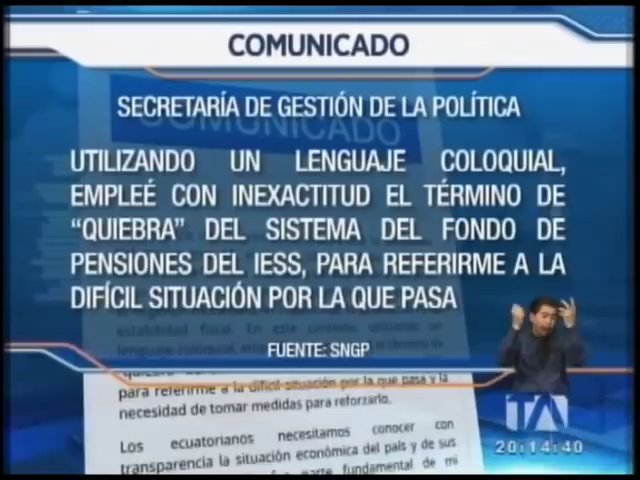 COMUNICADO
SECRETARÍA DE GESTIÓN DE LA POLÍTICA
COMUNICADO
UTILIZANDO UN LENGUAJE COLOQUIAL,
EMPLEÉ CON INEXACTITUD EL TÉRMINO DE
“QUIEBRA” DEL SISTEMA DEL FONDO DE
PENSIONES DEL IESS, PARA REFERIRME A LA
DIFÍCIL SITUACIÓN POR LA QUE PASA
estabilidad fiscal. En este contexto, utilizando un
lenguaje coloquial,
FUENTE: SNGP
para referirme a la difícil situación por la que pasa y la
necesidad de tomar medidas para reforzarlo.
Los ecuatorianos necesitamos conocer con
transparencia la situación económica del país y de sus
parte fundamental de mi
TA
20:14:40